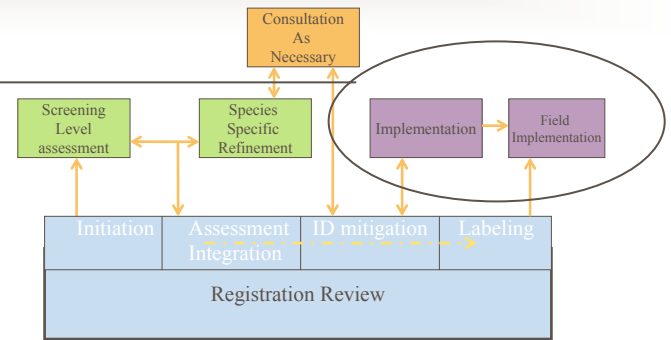 Consultation
As
Necessary
Screening
Level
assessment
Species
Specific
Refinement
Implementation
Field
Implementation
Initiation
Assessment
Integration
ID mitigation
Labeling
Registration Review